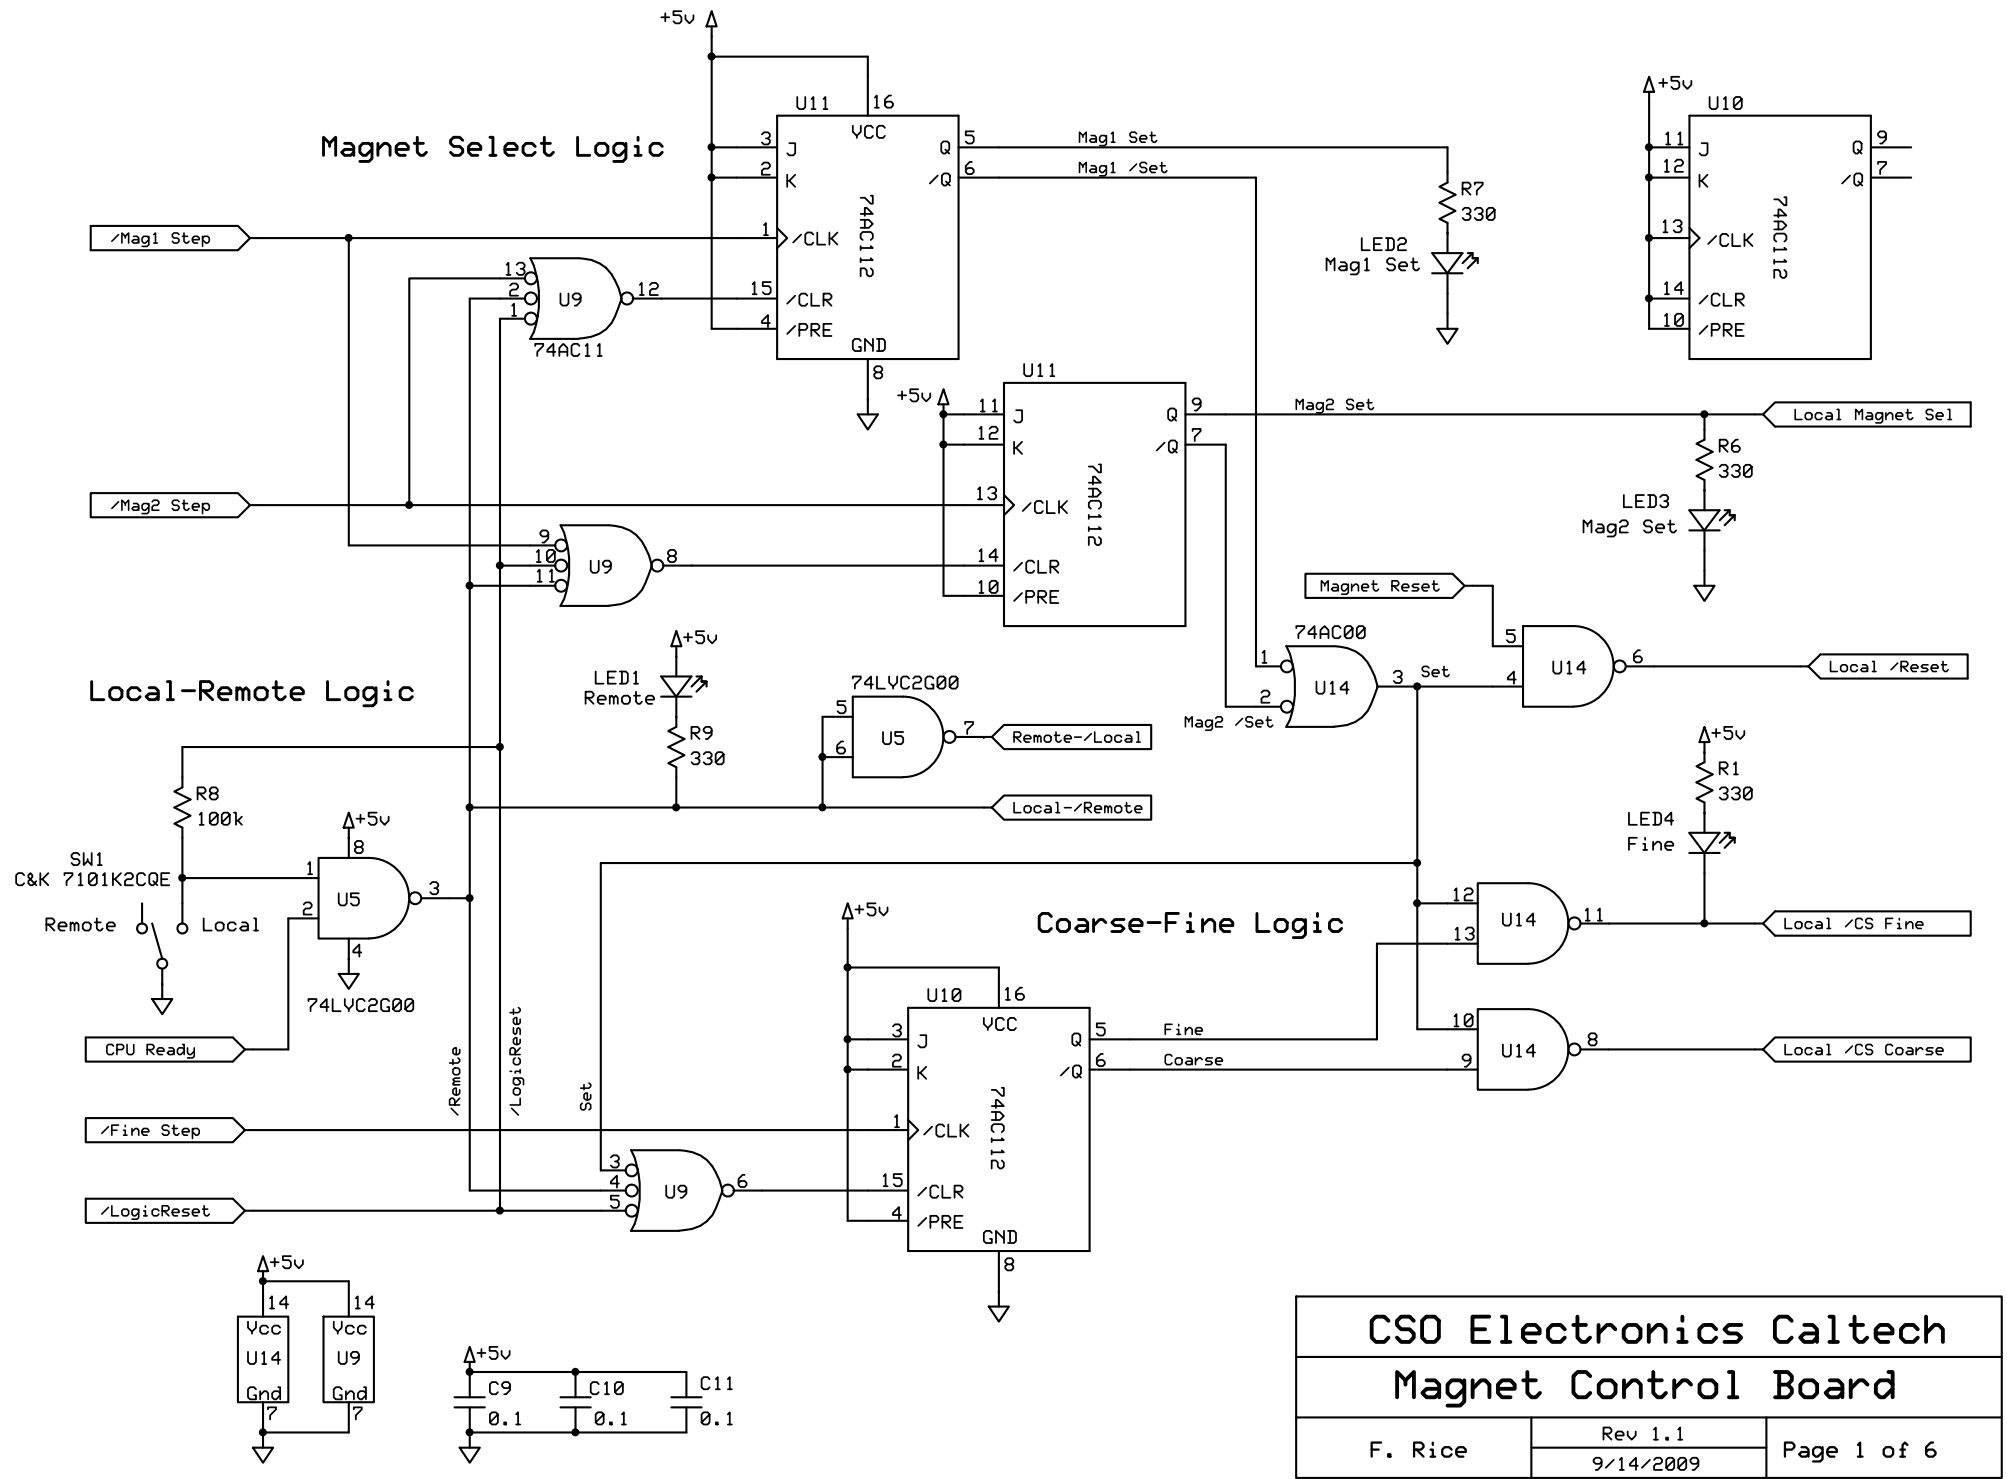 +5v
U11
16
VCC
Magnet Select Logic
3
J
Q
5
Mag1 Set
2
K
/Q
6
Mag1 /Set
74AC112
/Mag1 Step
1
/CLK
13
2
1
U9
12
74AC11
15
/CLR
4
/PRE
GND
8
R7
330
LED2
Mag1 Set
+5v
U10
11
J
Q
9
12
K
/Q
7
74AC112
13
/CLK
14
/CLR
10
/PRE
U11
+5v
11
J
Q
9
Mag2 Set
Local Magnet Sel
12
K
/Q
7
74AC112
R6
330
LED3
Mag2 Set
/Mag2 Step
13
/CLK
9
10
11
U9
8
14
/CLR
10
/PRE
Magnet Reset
74AC00
1
2
U14
3
Set
Mag2 /Set
5
4
U14
6
Local /Reset
Local-Remote Logic
+5v
LED1
Remote
R9
330
74LVC2G00
5
6
U5
7
Remote-/Local
Local-/Remote
R8
100k
+5v
8
SW1
C&K 7101K2CQE
1
2
U5
3
4
74LVC2G00
Remote
Local
CPU Ready
+5v
R1
330
LED4
Fine
12
13
U14
11
Local /CS Fine
10
9
U14
8
Local /CS Coarse
Coarse-Fine Logic
+5v
U10
16
VCC
3
J
Q
5
Fine
2
K
/Q
6
Coarse
74AC112
/Remote
/LogicReset
Set
/Fine Step
1
/CLK
3
4
5
U9
6
15
/CLR
4
/PRE
GND
8
/LogicReset
+5v
14
14
Vcc
Vcc
U14
U9
Gnd
Gnd
7
7
+5v
C9
C10
C11
0.1
0.1
0.1
CSO Electronics Caltech
Magnet Control Board
F. Rice
Rev 1.1
9/14/2009
Page 1 of 6